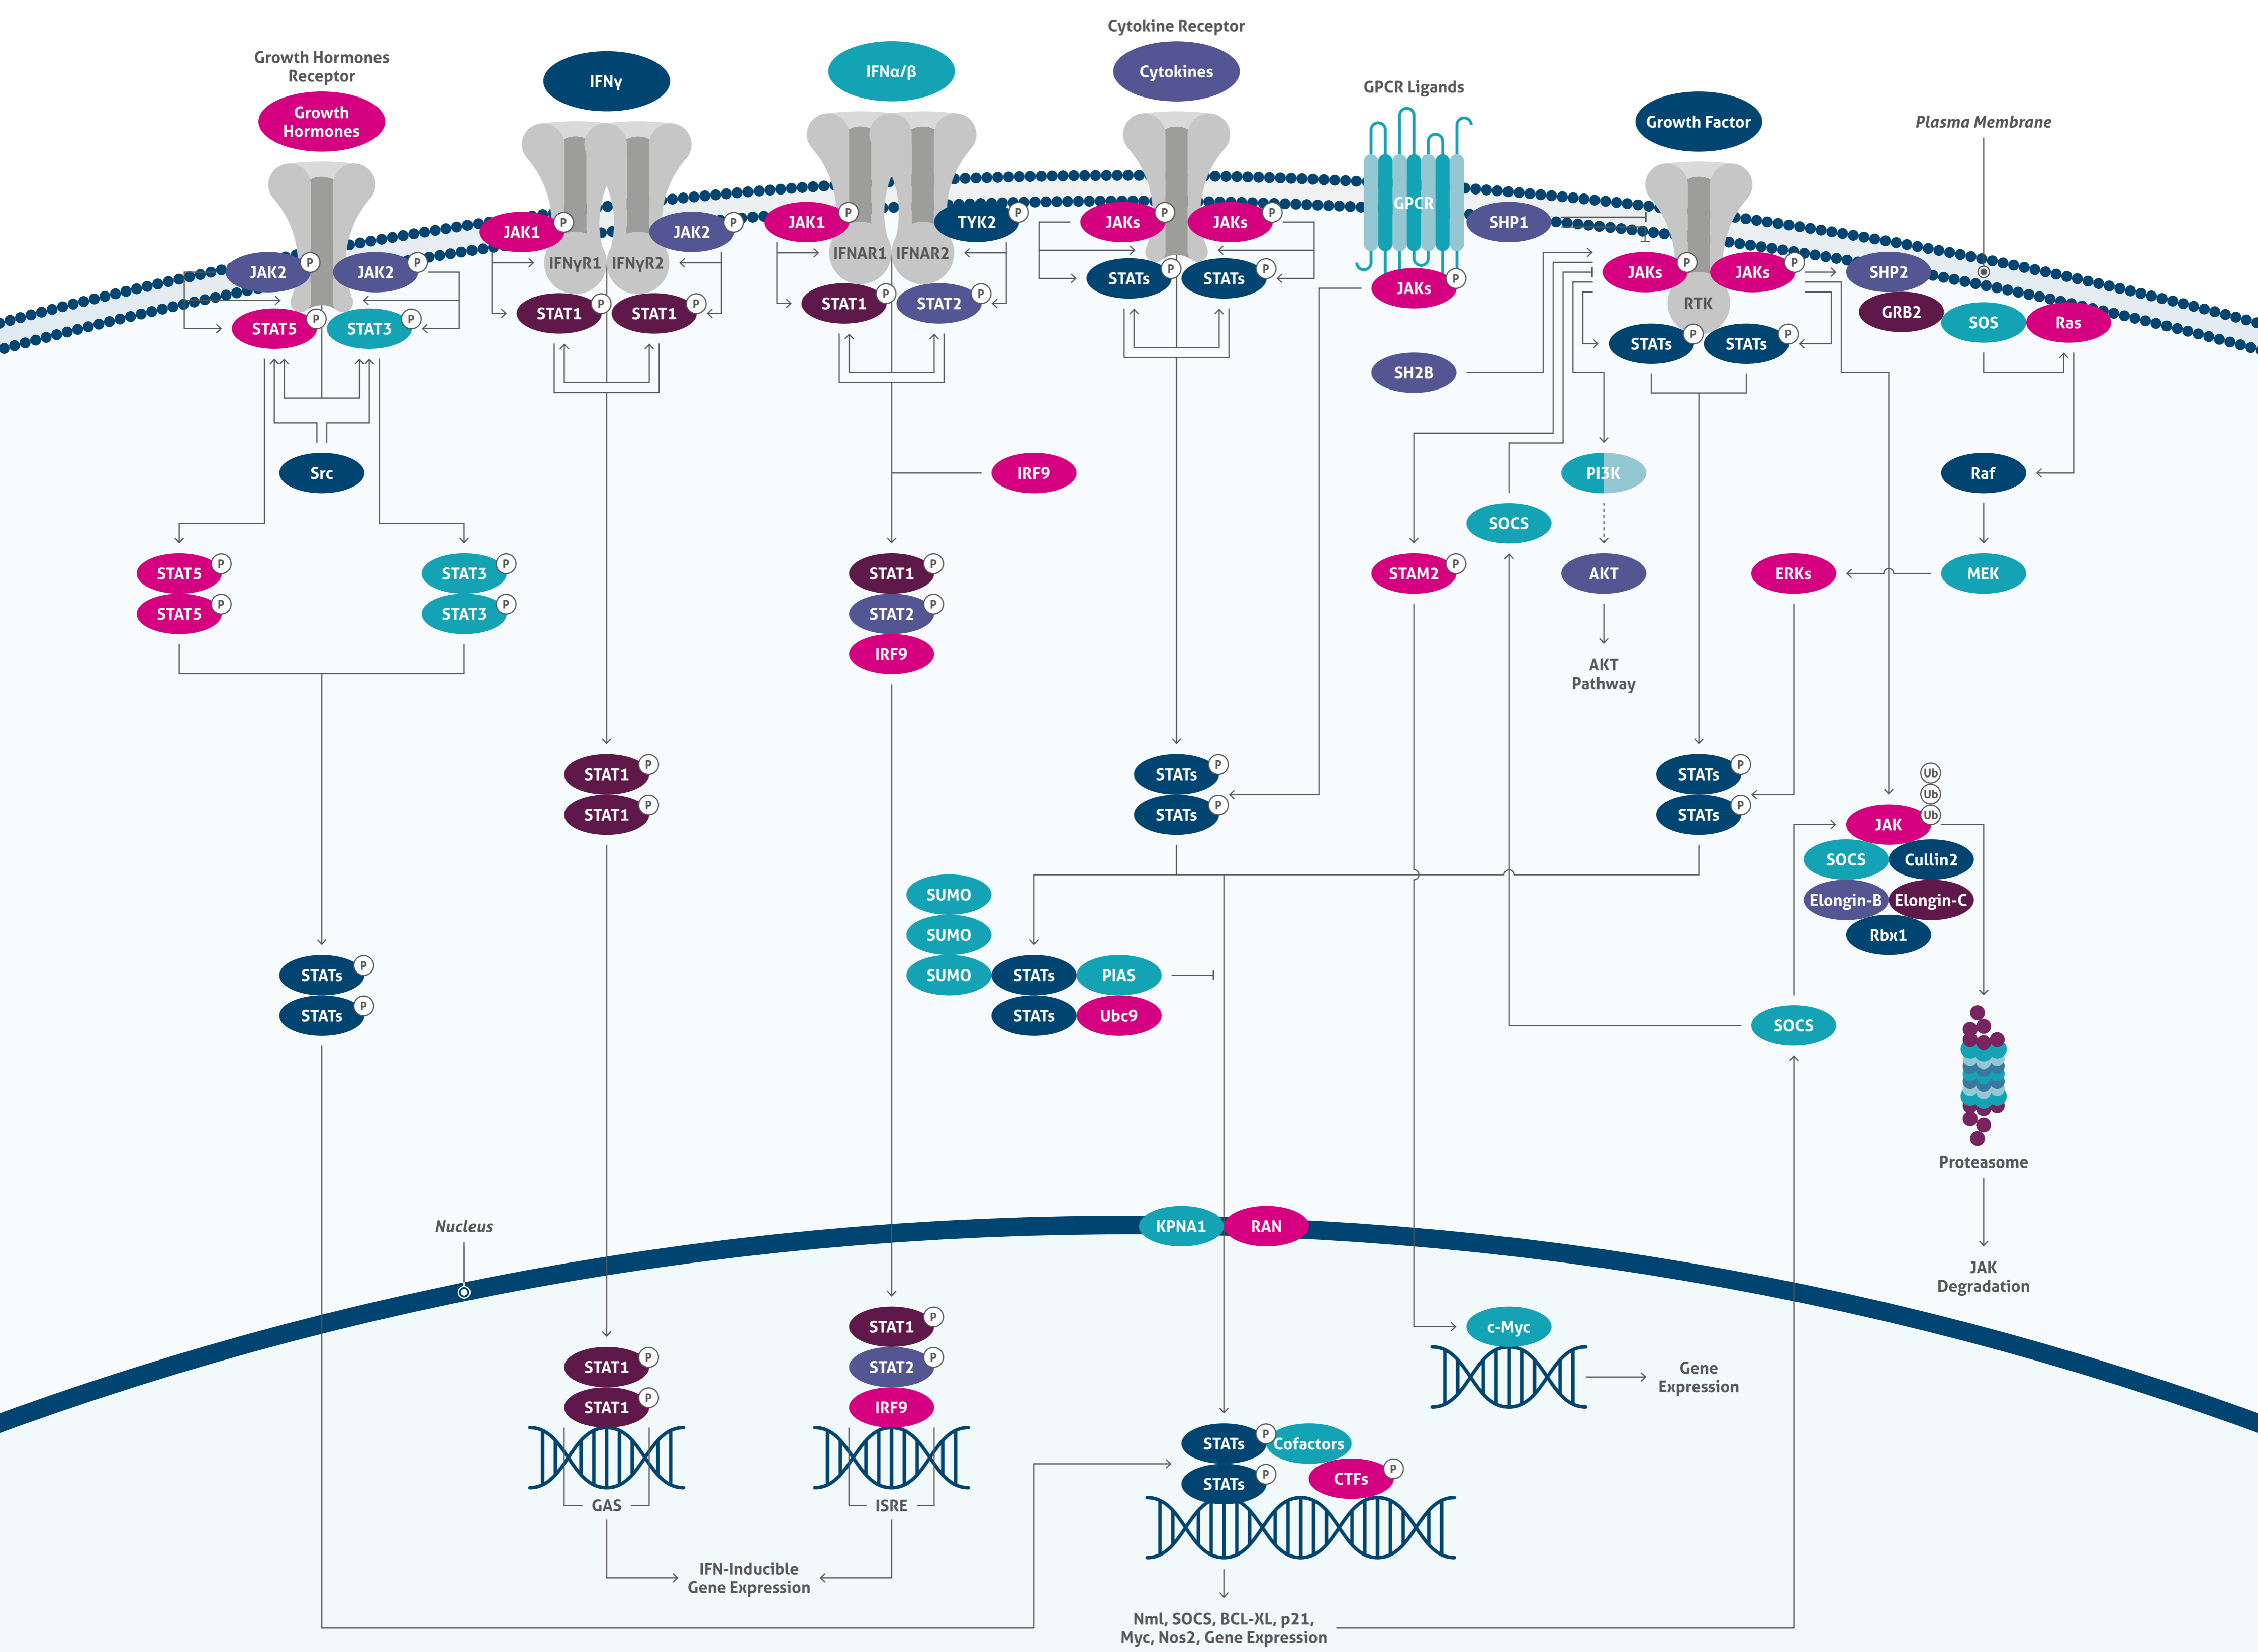 Cytokine Receptor
Growth Hormones
Receptor
Growth
Hormones
IFNγ
IFNα/β
Cytokines
GPCR Ligands
Growth Factor
Plasma Membrane
JAK2
P
JAK2
P
STAT5
P
STAT3
P
Src
JAK1
P
JAK2
P
IFNγR1
IFNγR2
STAT1
P
STAT1
P
JAK1
P
TYK2
P
IFNAR1
IFNAR2
STAT1
P
STAT2
P
IRF9
JAKs
P
JAKs
P
STATs
P
STATs
P
GPCR
JAKs
P
SHP1
SH2B
JAKs
P
JAKs
P
RTK
STATs
P
STATs
P
SHP2
GRB2
SOS
Ras
PI3K
Raf
SOCS
STAT5
P
STAT5
P
STAT3
P
STAT3
P
STAT1
P
STAT2
P
IRF9
STAM2
P
AKT
ERKs
MEK
AKT
Pathway
STAT1
P
STAT1
P
STATs
P
STATs
P
STATs
P
STATs
P
Ub
Ub
Ub
JAK
SOCS
Cullin2
Elongin-B
Elongin-C
Rbx1
SUMO
SUMO
SUMO
STATs
PIAS
STATs
Ubc9
STATs
P
STATs
P
SOCS
Proteasome
JAK
Degradation
Nucleus
KPNA1
RAN
STAT1
P
STAT1
P
GAS
STAT1
P
STAT2
P
IRF9
ISRE
c-Myc
Gene
Expression
STATs
P
Cofactors
STATs
P
CTFs
P
IFN-Inducible
Gene Expression
Nml, SOCS, BCL-XL, p21,
Myc, Nos2, Gene Expression